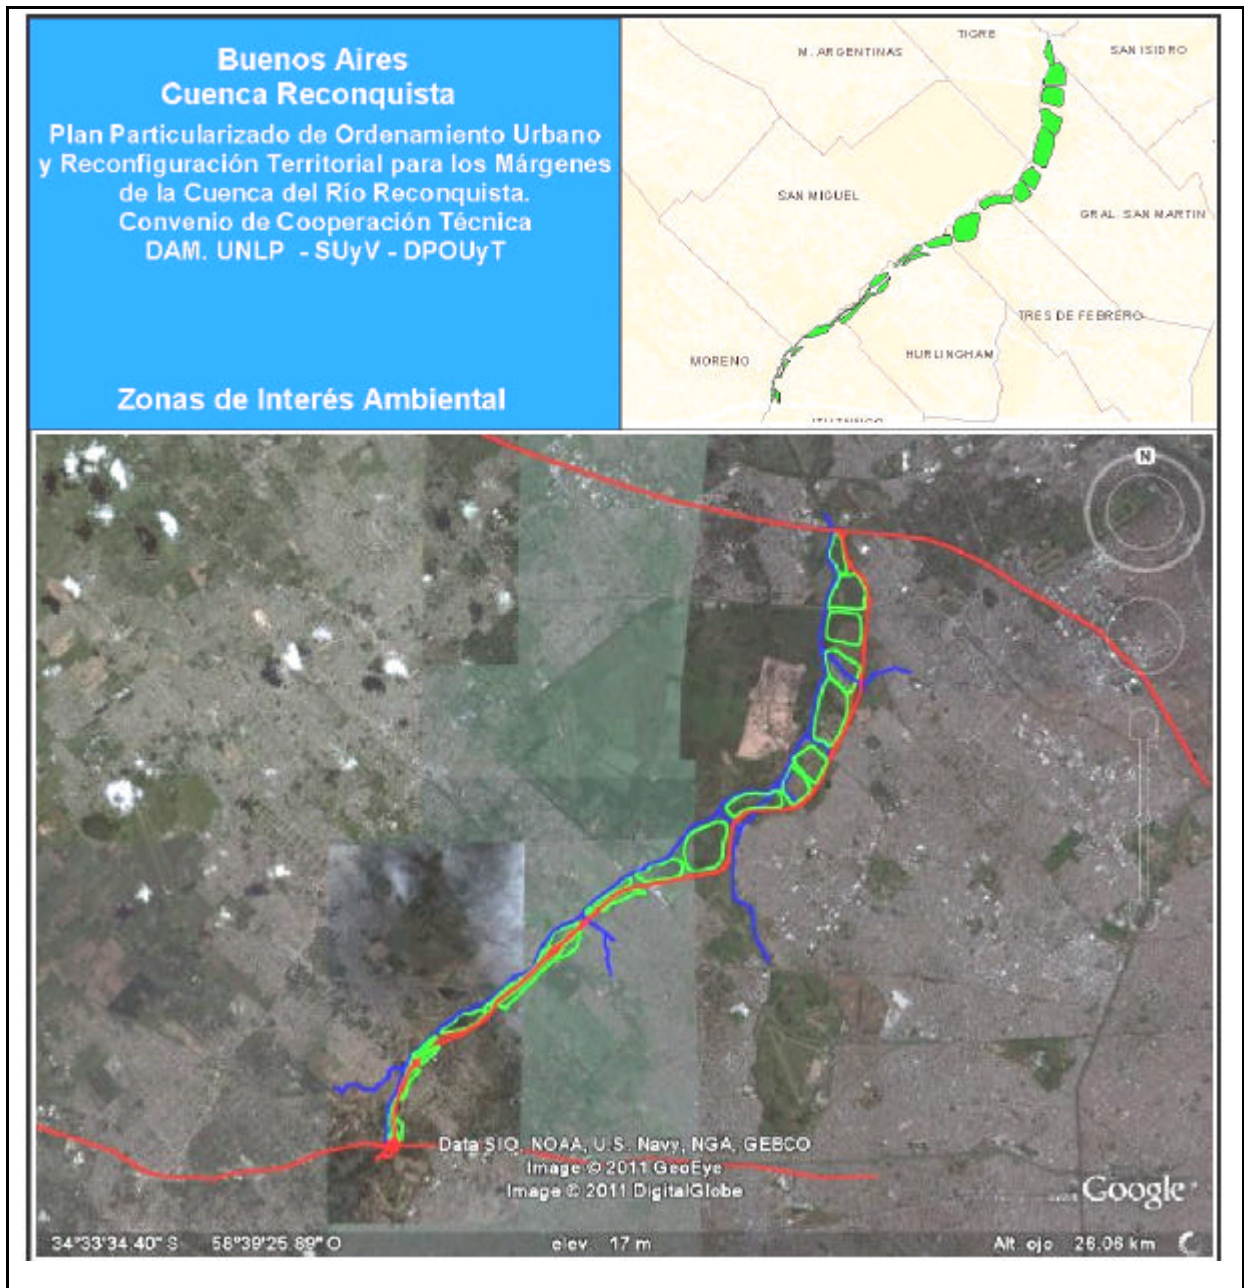 Buenos Aires
Cuenca Reconquista
Plan Particularizado de Ordenamiento Urbano
y Reconfiguración Territorial para los Márgenes
de la Cuenca del Río Reconquista.
Convenio de Cooperación Técnica
DAM. UNLP - SUyV - DPOUyT
Zonas de Interés Ambiental
TIGRE
M. ARGENTINAS
SAN ISIDRO
SAN MIGUEL
GRAL. SAN MARTIN
TRES DE FEBRERO
MORENO
HURLINGHAM
N
Data SIO, NOAA, U.S. Navy, NGA, GEBCO
Image © 2011 GeoEye
Image © 2011 DigitalGlobe
Google
34°33'34.40" S 58°39'25.89" O elev. 17 m Alt. ojo 26.06 km